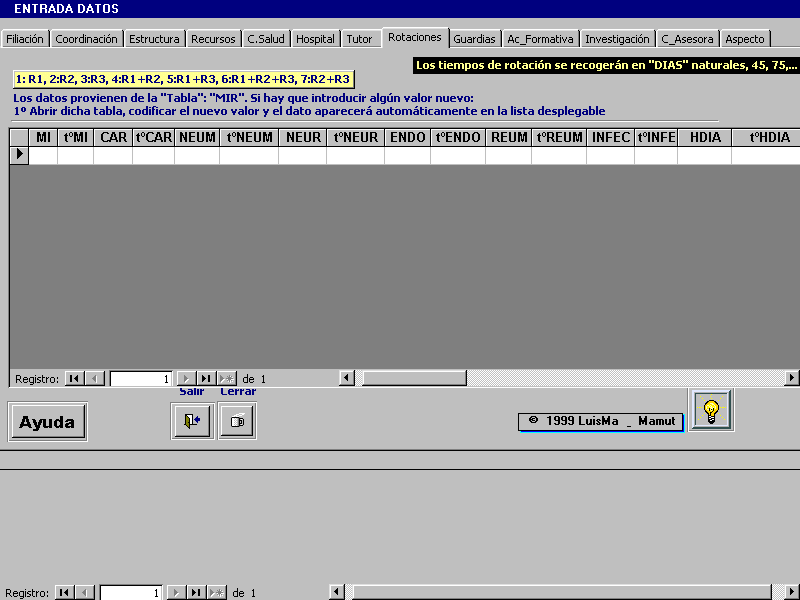 ENTRADA DATOS
Filiación Coordinación Estructura Recursos C.Salud Hospital Tutor Rotaciones Guardias Ac_Formativa Investigación C_Asesora Aspecto
Los tiempos de rotación se recogerán en "DIAS" naturales, 45, 75,...
1: R1, 2:R2, 3:R3, 4:R1+R2, 5:R1+R3, 6:R1+R2+R3, 7:R2+R3
Los datos provienen de la "Tabla": "MIR". Si hay que introducir algún valor nuevo:
1º Abrir dicha tabla, codificar el nuevo valor y el dato aparecerá automáticamente en la lista desplegable
MI tºMI CAR tºCAR NEUM tºNEUM NEUR tºNEUR ENDO tºENDO REUM tºREUM INFEC tºINFE HDIA tºHDIA
Registro: 1 de 1
Salir Cerrar
Ayuda
© 1999 LuisMa _ Mamut
Registro: 1 de 1